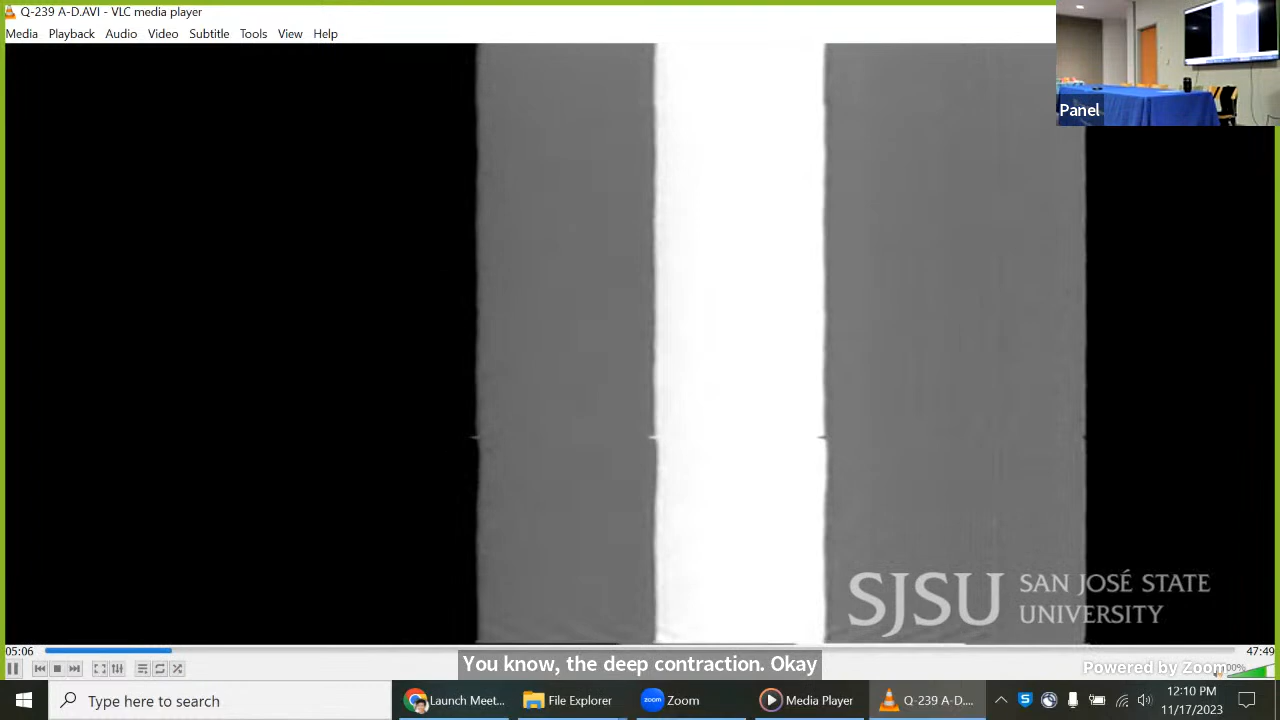 Q-239 A-D.AVI - VLC media player
Media Playback Audio Video Subtitle Tools View Help
Panel
SJSU SAN JOSÉ STATE
UNIVERSITY
05:06
47:49
You know, the deep contraction. Okay
Powered by Zoom
Type here to search
Launch Meet...
File Explorer
Zoom
zoom
Media Player
Q-239 A-D....
12:10 PM
11/17/2023